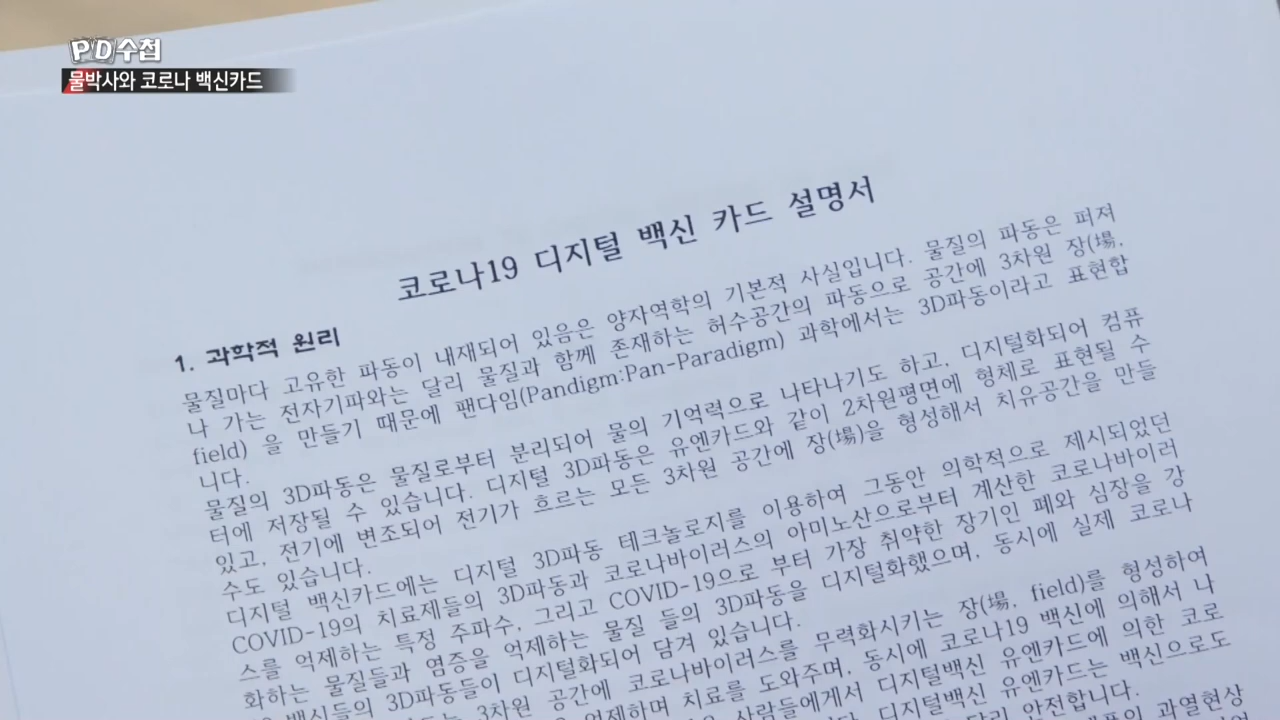 PD수첩
물박사와 코로나 백신카드
코로나19 디지털 백신 카드 설명서
1. 과학적 원리
물질마다 고유한 파동이 내재되어 있음은 양자역학의 기본적 사실입니다. 물질의 파동은 퍼져
나 가는 전자기파와는 달리 물질과 함께 존재하는 허수공간의 파동으로 공간에 3차원 장(場,
field) 을 만들기 때문에 팬다임(Pandigm:Pan-Paradigm) 과학에서는 3D파동이라고 표현합
니다.
물질의 3D파동은 물질로부터 분리되어 물의 기억력으로 나타나기도 하고, 디지털화되어 컴퓨
터에 저장될 수 있습니다. 디지털 3D파동은 유엔카드와 같이 2차원평면에 형체로 표현될 수
있고, 전기에 변조되어 전기가 흐르는 모든 3차원 공간에 장(場)을 형성해서 치유공간을 만들
수도 있습니다.
디지털 백신카드에는 디지털 3D파동 테크놀로지를 이용하여 그동안 의학적으로 제시되었던
COVID-19의 치료제들의 3D파동과 코로나바이러스의 아미노산으로부터 계산한 코로나바이러
스를 억제하는 특정 주파수, 그리고 COVID-19으로 부터 가장 취약한 장기인 폐와 심장을 강
화하는 물질들과 염증을 억제하는 물질 들의 3D파동을 디지털화했으며, 동시에 실제 코로나
백신들의 3D파동들이 디지털화되어 담겨 있습니다.
3차원 공간에 코로나바이러스를 무력화시키는 장(場, field)를 형성하여
억제하며 치료를 도와주며, 동시에 코로나19 백신에 의해서 나
사람들에게서 디지털백신 유엔카드에 의한 코로
디지털백신 유엔카드는 백신으로도
달리 안전합니다.
과열현상